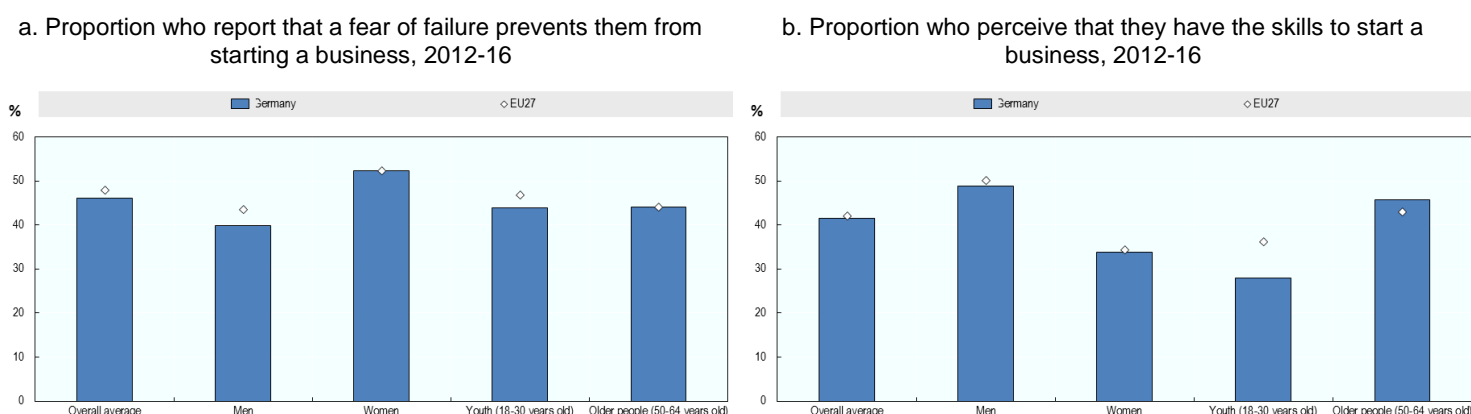 a. Proportion who report that a fear of failure prevents them from
starting a business, 2012-16
%
Germany
EU27
60
50
40
30
20
10
0
Overall average
Men
Women
Youth (18-30 years old)
Older people (50-64 years old)
b. Proportion who perceive that they have the skills to start a
business, 2012-16
%
Germany
EU27
60
50
40
30
20
10
0
Overall average
Men
Women
Youth (18-30 years old)
Older people (50-64 years old)